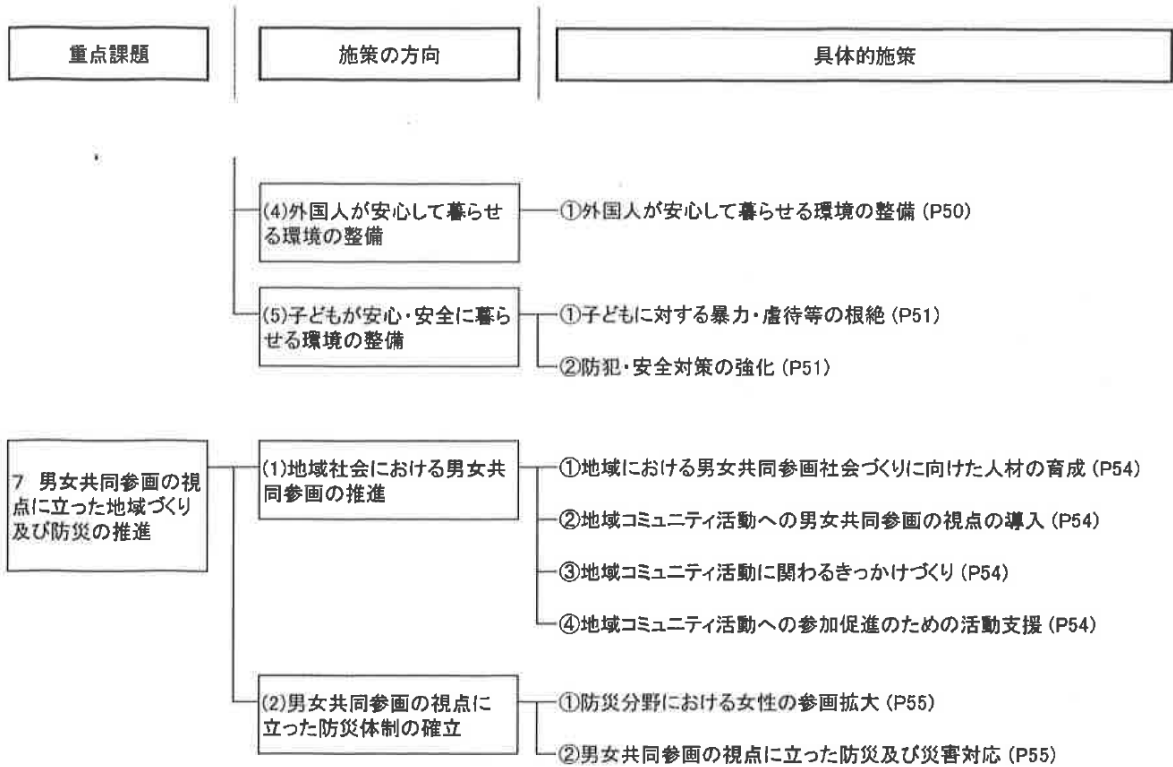 重点課題
施策の方向
具体的施策
(4)外国人が安心して暮らせ
る環境の整備
①外国人が安心して暮らせる環境の整備 (P50)
(5)子どもが安心・安全に暮ら
せる環境の整備
①子どもに対する暴力・虐待等の根絶 (P51)
②防犯・安全対策の強化 (P51)
7 男女共同参画の視
点に立った地域づくり
及び防災の推進
(1)地域社会における男女共
同参画の推進
①地域における男女共同参画社会づくりに向けた人材の育成 (P54)
②地域コミュニティ活動への男女共同参画の視点の導入 (P54)
③地域コミュニティ活動に関わるきっかけづくり (P54)
④地域コミュニティ活動への参加促進のための活動支援 (P54)
(2)男女共同参画の視点に
立った防災体制の確立
①防災分野における女性の参画拡大 (P55)
②男女共同参画の視点に立った防災及び災害対応 (P55)